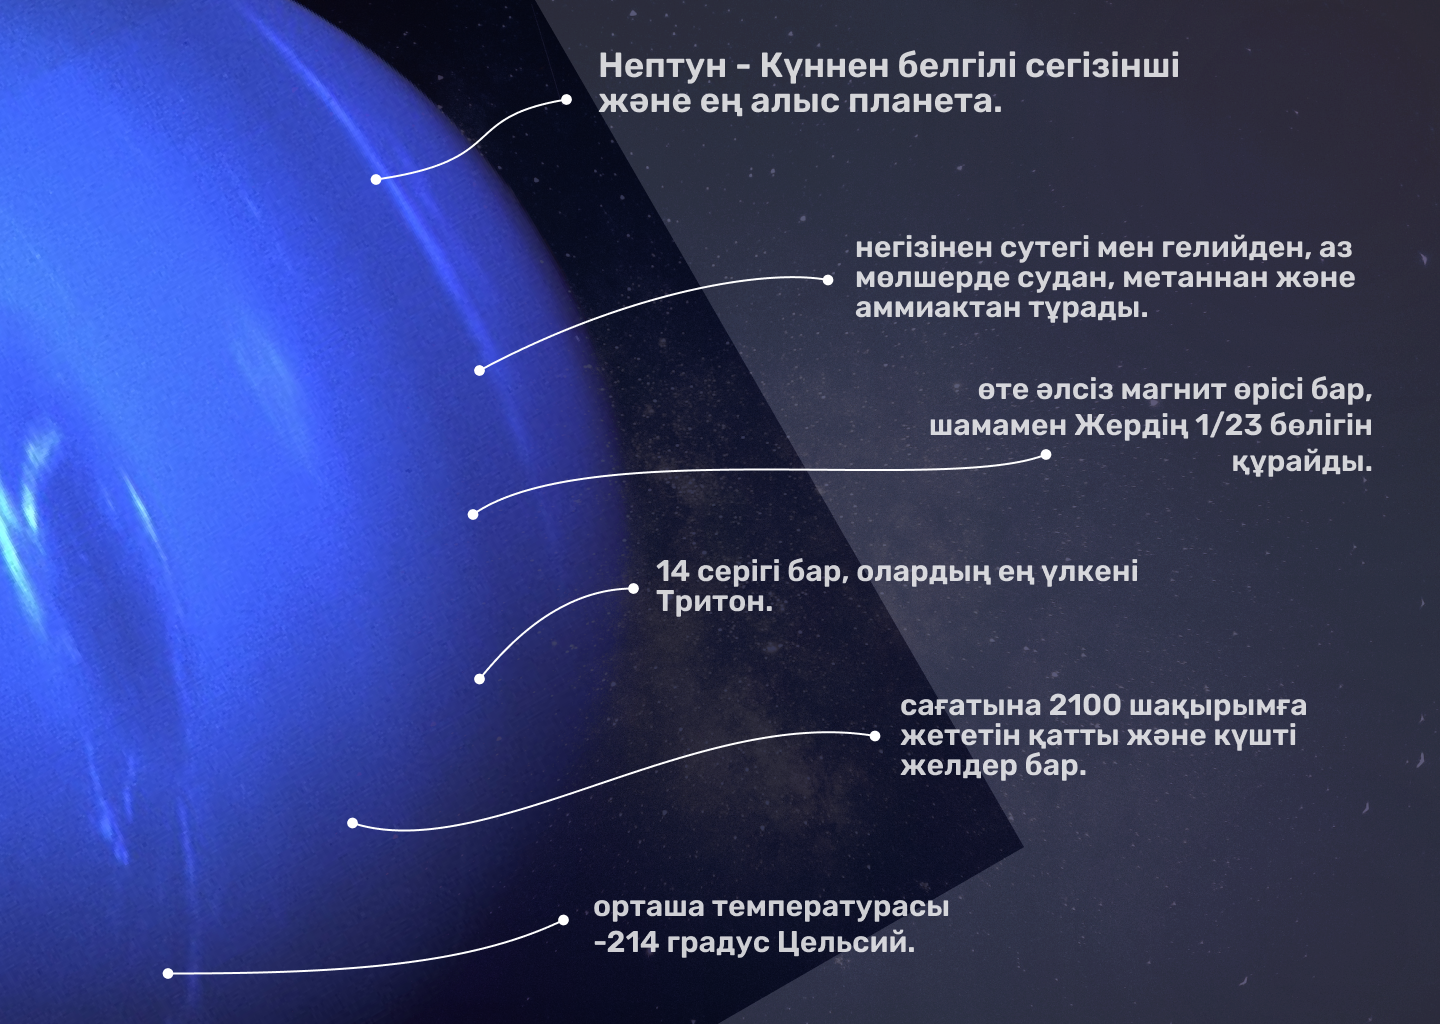 Нептун - Күннен белгілі сегізінші
және ең алыс планета.
негізінен сутегі мен гелийден, аз
мөлшерде судан, метаннан және
аммиактан тұрады.
өте әлсіз магнит өрісі бар,
шамамен Жердің 1/23 бөлігін
құрайды.
14 серігі бар, олардың ең үлкені
Тритон.
сағатына 2100 шақырымға
жететін қатты және күшті
желдер бар.
орташа температурасы
-214 градус Цельсий.